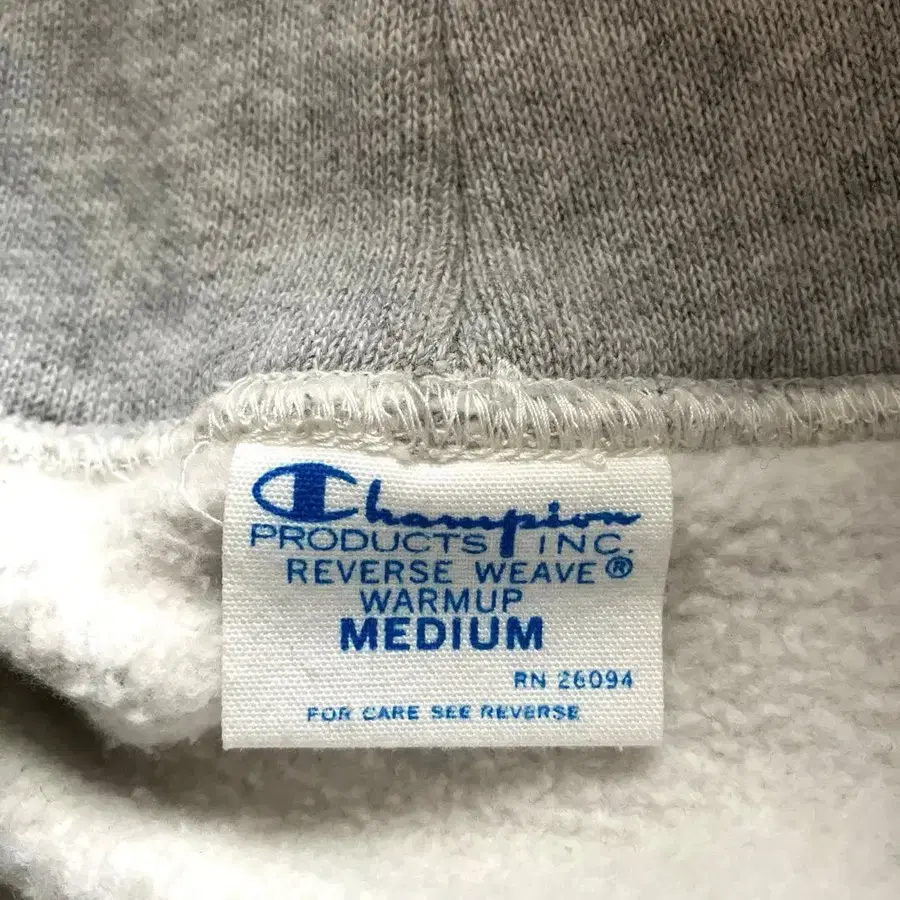 Champion
PRODUCTS INC.
REVERSE WEAVE®
WARMUP
MEDIUM
RN 26094
FOR CARE SEE REVERSE